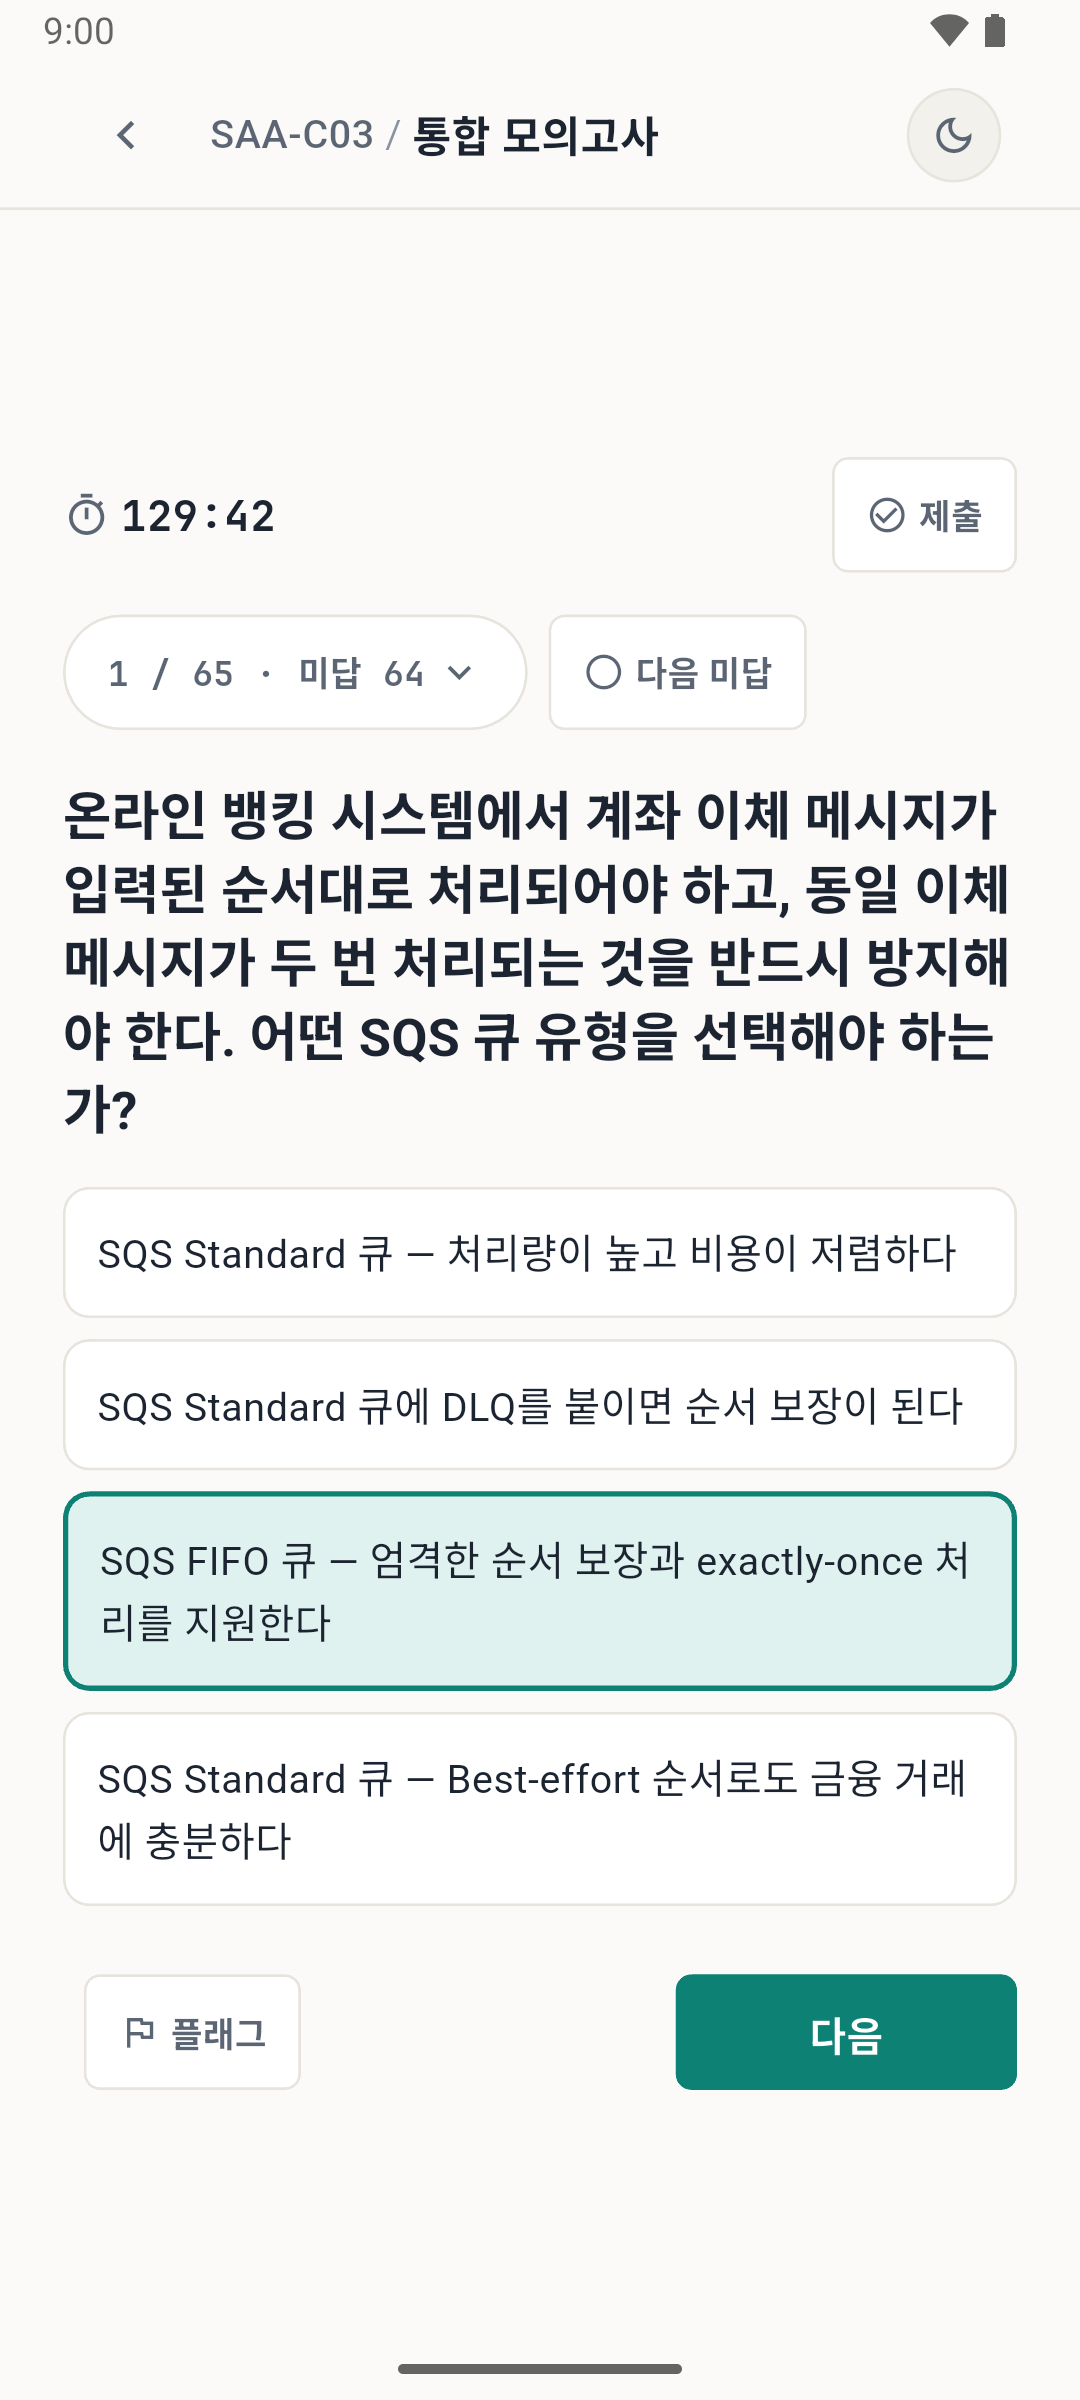 9:00
SAA-C03 / 통합 모의고사
129:42
제출
1 / 65 · 미답 64
다음 미답
온라인 뱅킹 시스템에서 계좌 이체 메시지가
입력된 순서대로 처리되어야 하고, 동일 이체
메시지가 두 번 처리되는 것을 반드시 방지해
야 한다. 어떤 SQS 큐 유형을 선택해야 하는
가?
SQS Standard 큐 — 처리량이 높고 비용이 저렴하다
SQS Standard 큐에 DLQ를 붙이면 순서 보장이 된다
SQS FIFO 큐 — 엄격한 순서 보장과 exactly-once 처
리를 지원한다
SQS Standard 큐 — Best-effort 순서로도 금융 거래
에 충분하다
플래그
다음